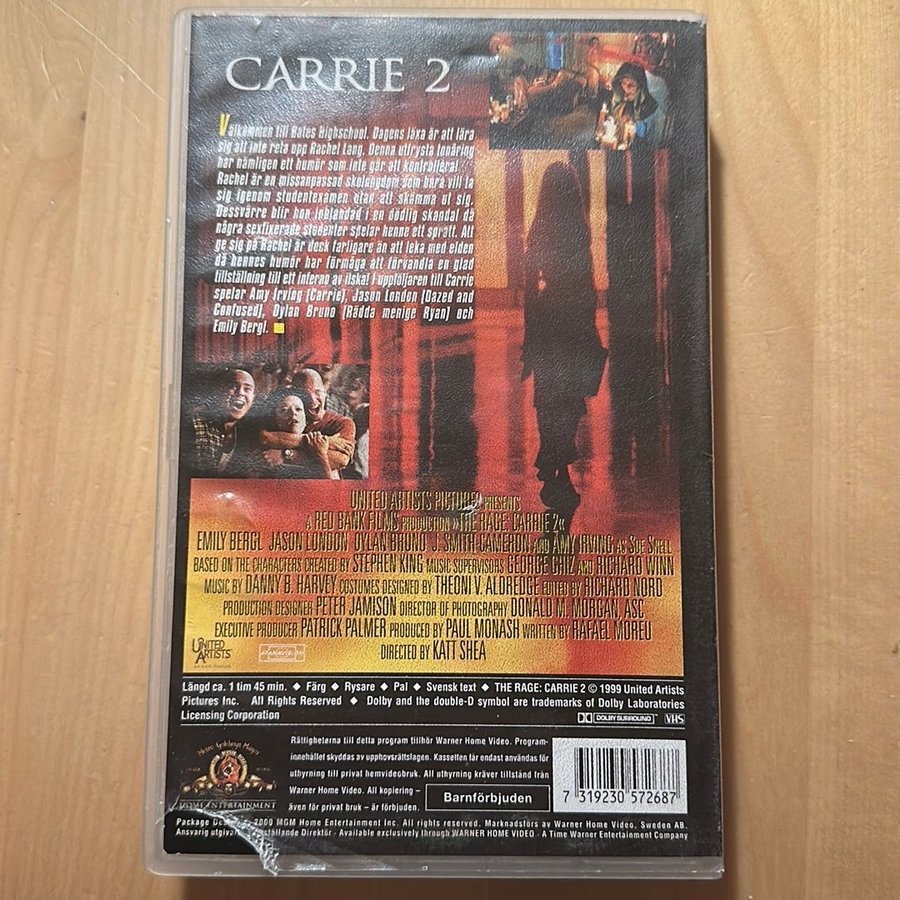 CARRIE 2
Välkommen till Bates Highschool. Dagens läxa är att lära
sig att inte reta upp Rachel Lang. Denna utfrysta tonåring
har nämligen ett humör som inte går att kontrollera!
Rachel är en missanpassad skolungdom som bara vill ta
sig igenom studentexamen utan att skämma ut sig.
Dessvärre blir hon inblandad i en dödlig skandal då
några sexfixerade studenter spelar henne ett spratt. Att
ge sig på Rachel är dock farligare än att leka med elden
då hennes humör har förmåga att förvandla en glad
tillställning till ett inferno av ilska! I uppföljaren till Carrie
spelar Amy Irving (Carrie), Jason London (Dazed and
Confused), Dylan Bruno (Rädda menige Ryan) och
Emily Bergl.
UNITED ARTISTS PICTURES PRESENTS
A RED BANK FILMS PRODUCTION »THE RAGE: CARRIE 2«
EMILY BERGL JASON LONDON DYLAN BRUNO J. SMITH-CAMERON AND AMY IRVING AS SUE SNELL
BASED ON THE CHARACTERS CREATED BY STEPHEN KING MUSIC SUPERVISORS GEORGE DITZ AND RICHARD WINN
MUSIC BY DANNY B. HARVEY COSTUMES DESIGNED BY THEONI V. ALDREDGE EDITED BY RICHARD NORD
PRODUCTION DESIGNER PETER JAMISON DIRECTOR OF PHOTOGRAPHY DONALD M. MORGAN, ASC
EXECUTIVE PRODUCER PATRICK PALMER PRODUCED BY PAUL MONASH WRITTEN BY RAFAEL MOREU
DIRECTED BY KATT SHEA
UNITED ARTISTS
PANAVISION
Längd ca. 1 tim 45 min. ◆ Färg ◆ Rysare ◆ Pal ◆ Svensk text ◆ THE RAGE: CARRIE 2 © 1999 United Artists
Pictures Inc. All Rights Reserved ◆ Dolby and the double-D symbol are trademarks of Dolby Laboratories
Licensing Corporation
DOLBY SURROUND VHS
Metro Goldwyn Mayer
HOME ENTERTAINMENT
Rättigheterna till detta program tillhör Warner Home Video. Program-
innehållet skyddas av upphovsrättslagen. Kassetten får endast användas för
uthyrning till privat hemvideobruk. All uthyrning kräver tillstånd från
Warner Home Video. All kopiering –
även för privat bruk – är förbjuden.
Barnförbjuden
7 319230 572687
Package 2000 MGM Home Entertainment Inc. All rights reserved. Marknadsförs av Warner Home Video, Sweden AB.
Ansvarig utgivare Direktör · Available exclusively through WARNER HOME VIDEO · A Time Warner Entertainment Company